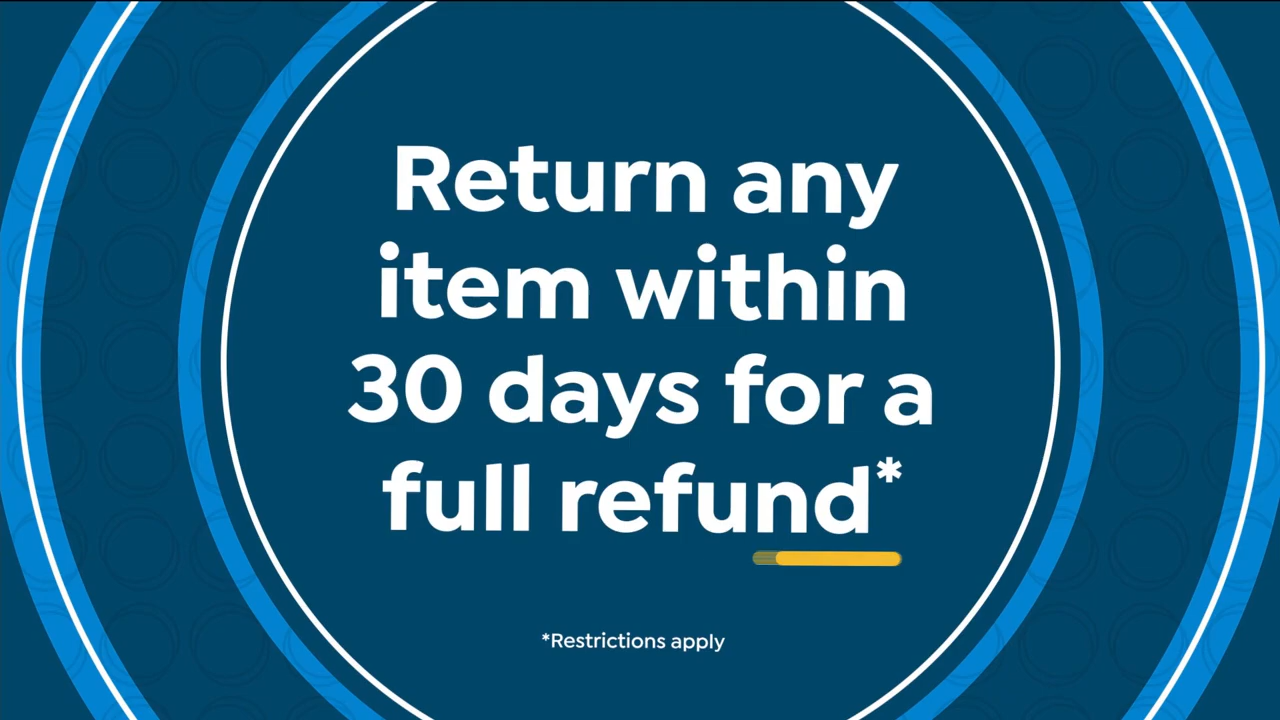 Return any
item within
30 days for a
full refund*
*Restrictions apply